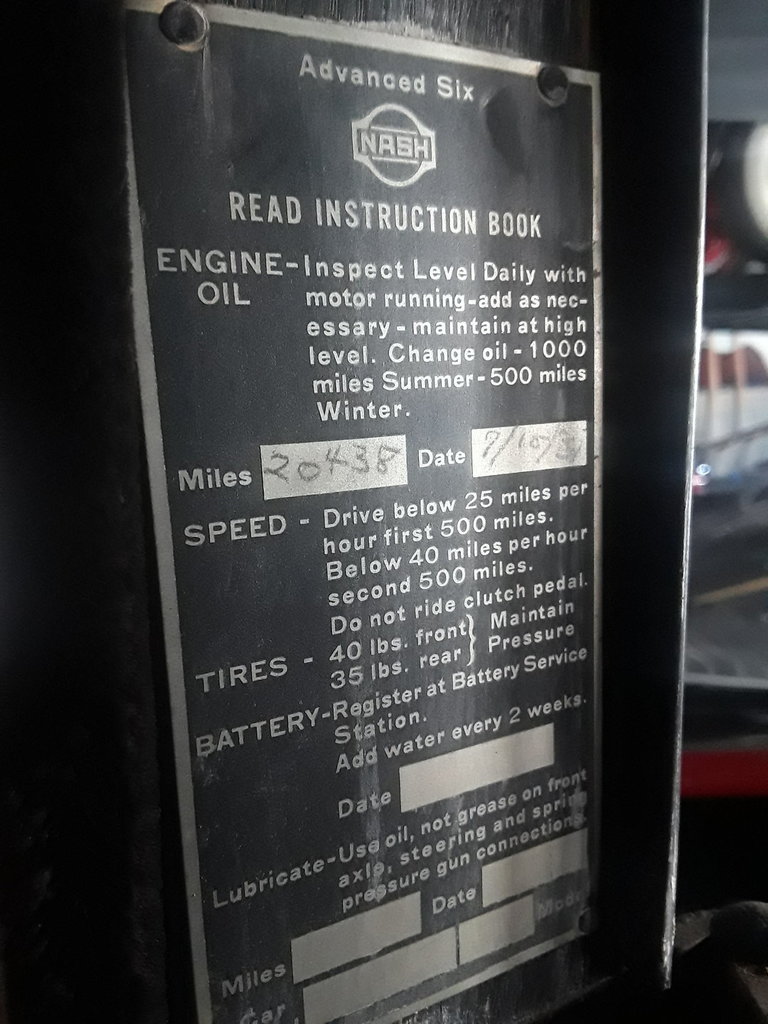 Advanced Six
NASH
READ INSTRUCTION BOOK
ENGINE-Inspect Level Daily with
OIL motor running-add as nec-
essary - maintain at high
level. Change oil - 1000
miles Summer - 500 miles
Winter.
Miles 20438 Date
SPEED - Drive below 25 miles per
hour first 500 miles.
Below 40 miles per hour
second 500 miles.
Do not ride clutch pedal.
TIRES - 40 lbs. front } Maintain
35 lbs. rear } Pressure
BATTERY-Register at Battery Service
Station.
Add water every 2 weeks.
Date
Lubricate-Use oil, not grease on front
axle, steering and spring
pressure gun connections.
Miles Date
Car